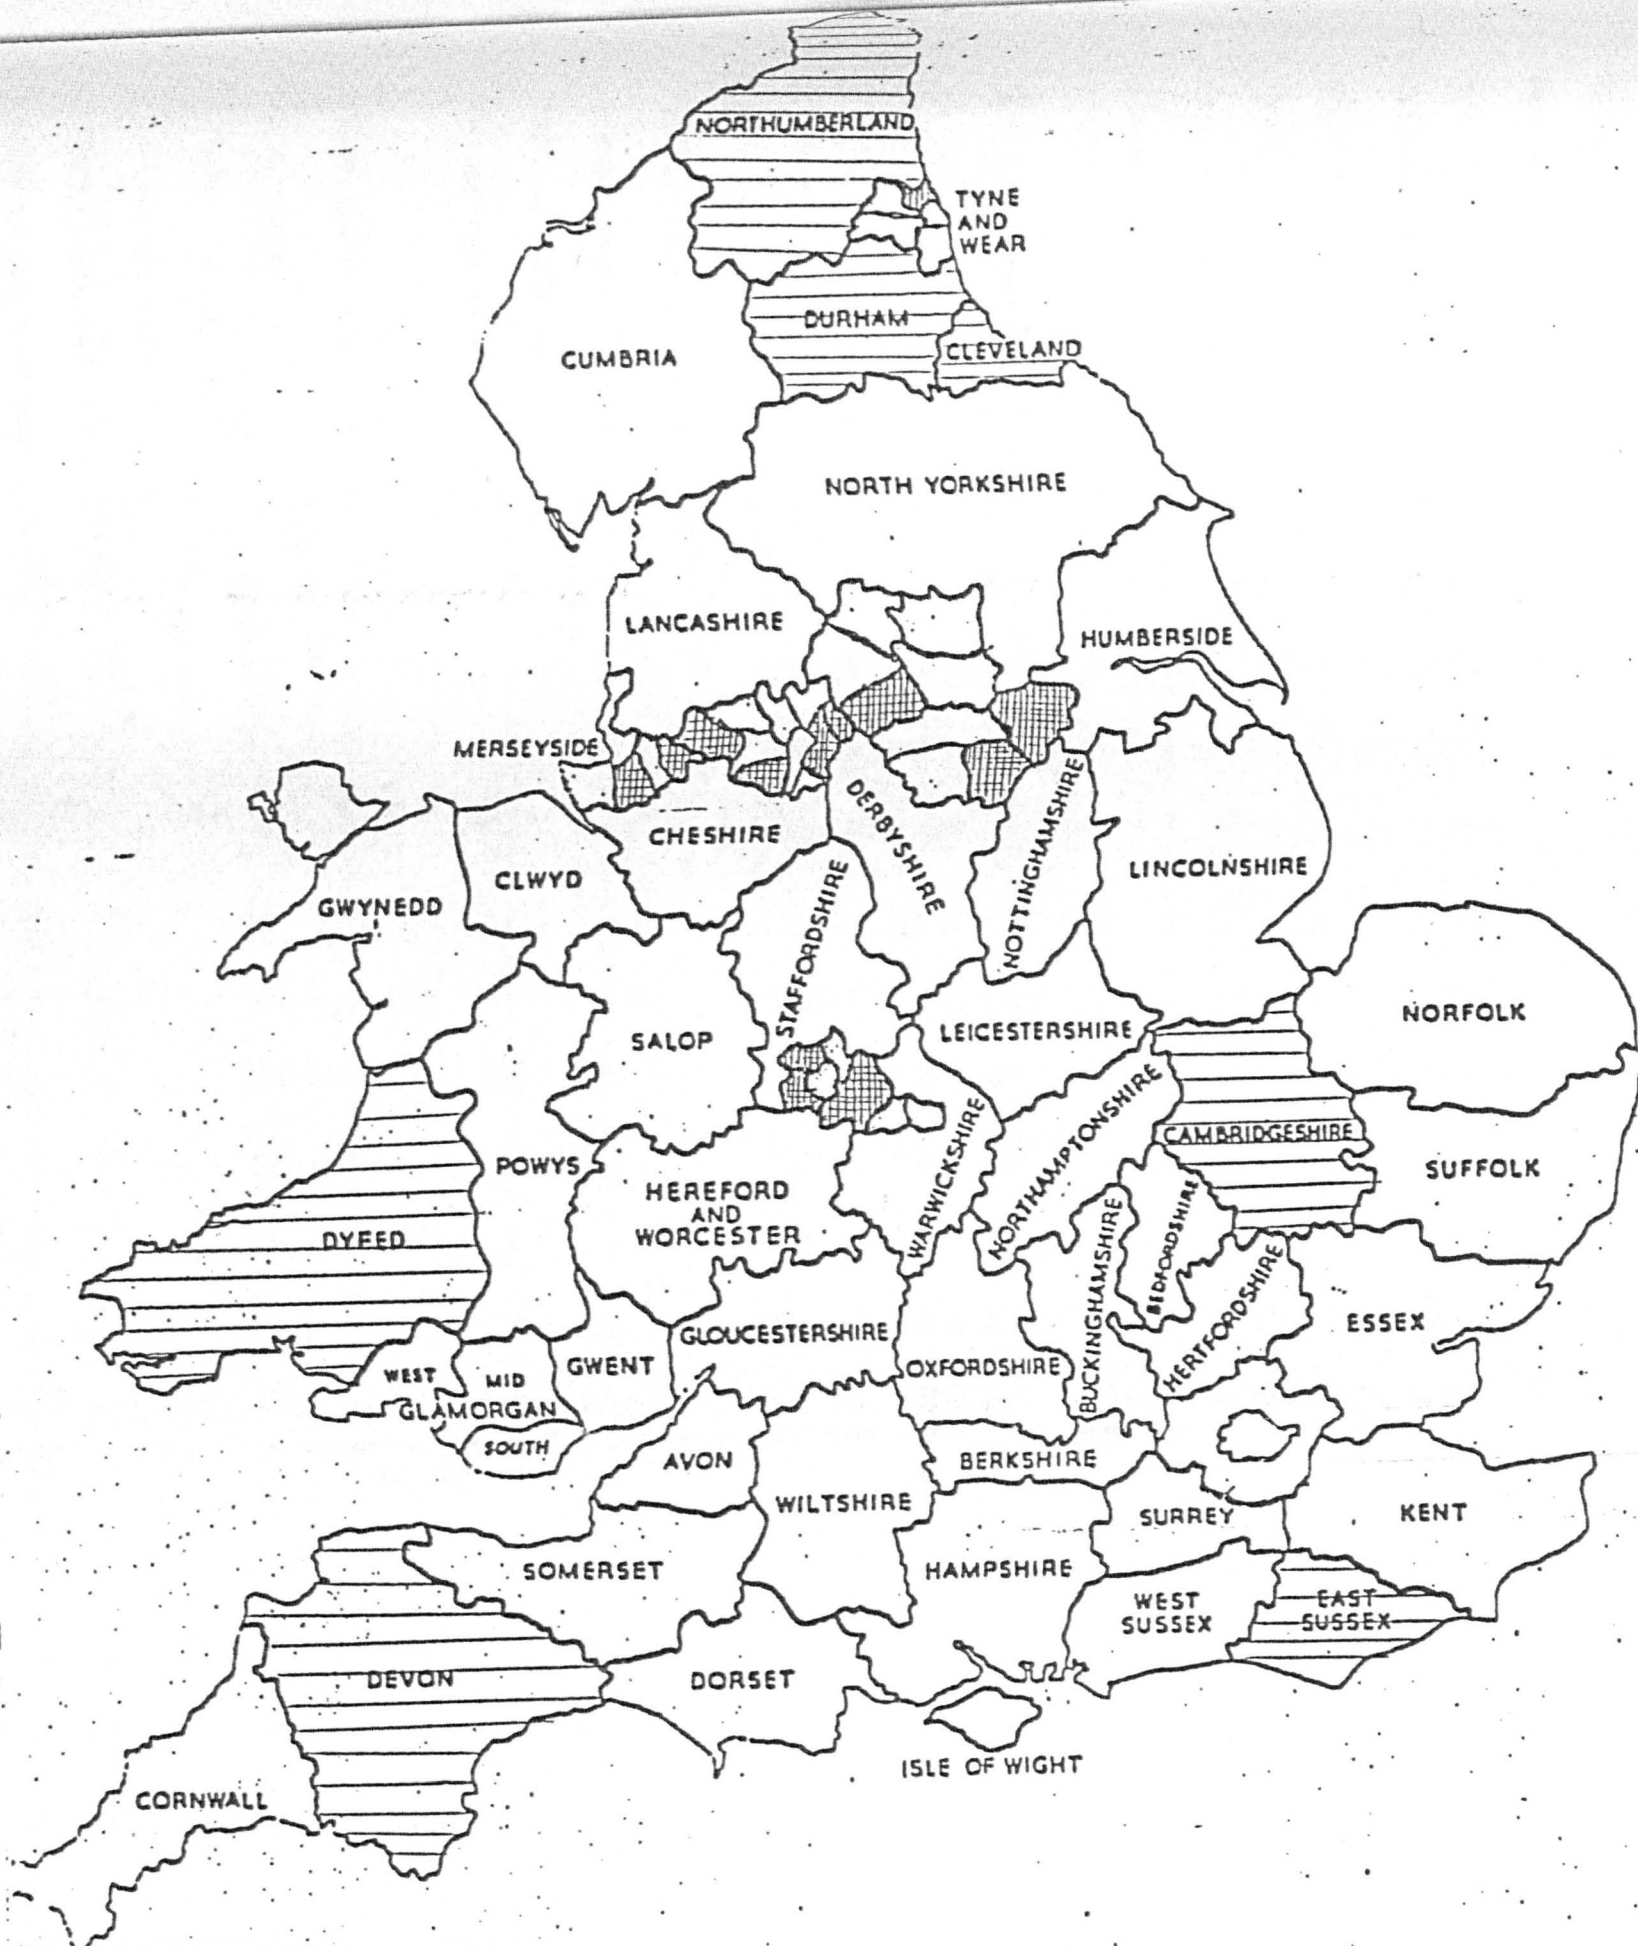 NORTHUMBERLAND
TYNE
AND
WEAR
DURHAM
CLEVELAND
CUMBRIA
NORTH YORKSHIRE
LANCASHIRE
HUMBERSIDE
MERSEYSIDE
DERBYSHIRE
NOTTINGHAMSHIRE
CHESHIRE
CLWYD
LINCOLNSHIRE
GWYNEDD
STAFFORDSHIRE
NORFOLK
SALOP
LEICESTERSHIRE
NORTHAMPTONSHIRE
CAMBRIDGESHIRE
WARWICKSHIRE
POWYS
SUFFOLK
HEREFORD
AND
WORCESTER
DYFED
BUCKINGHAMSHIRE
BEDFORDSHIRE
HERTFORDSHIRE
ESSEX
GLOUCESTERSHIRE
OXFORDSHIRE
GWENT
WEST
MID
GLAMORGAN
SOUTH
AVON
BERKSHIRE
WILTSHIRE
SURREY
KENT
SOMERSET
HAMPSHIRE
WEST
SUSSEX
EAST
SUSSEX
DEVON
DORSET
ISLE OF WIGHT
CORNWALL